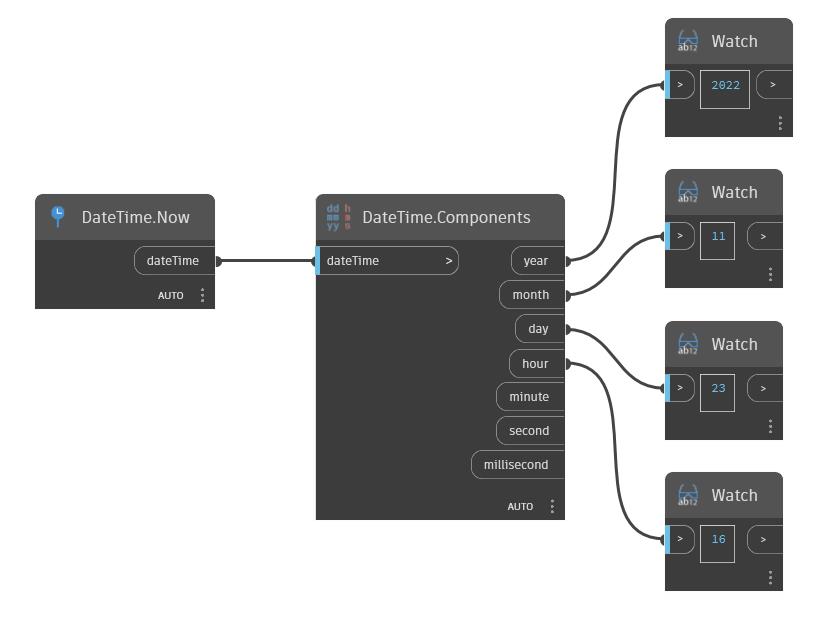 DateTime.Now
dateTime
AUTO
dd h
mm m
yy s
DateTime.Components
dateTime >
year
month
day
hour
minute
second
millisecond
AUTO
ab12 Watch
> 2022 >
ab12 Watch
> 11 >
ab12 Watch
> 23 >
ab12 Watch
> 16 >